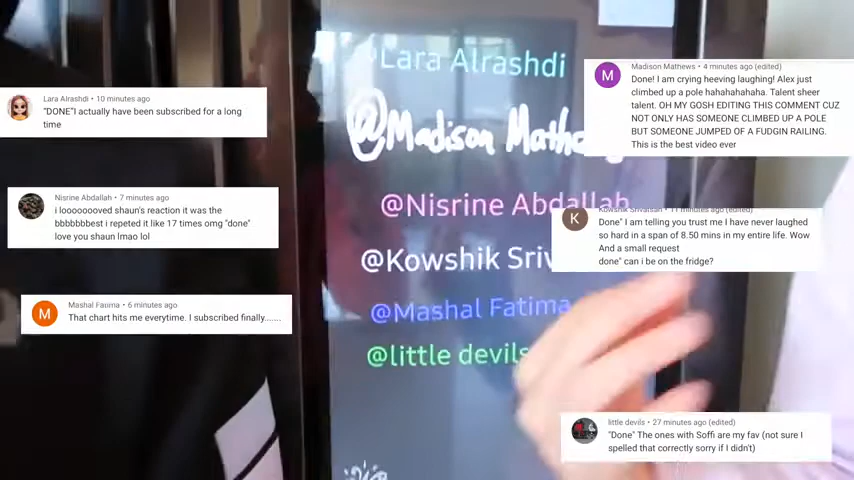 @Lara Alrashdi
@Madison
@Nisrine Abdallah
@Kowshik
@Mashal Fatima
@little devils
Lara Alrashdi • 10 minutes ago
"DONE"I actually have been subscribed for a long
time
Nisrine Abdallah • 7 minutes ago
i looooooved shaun's reaction it was the
bbbbbbbest i repeted it like 17 times omg "done"
love you shaun lmao lol
Mashal Fatima • 6 minutes ago
That chart hits me everytime. I subscribed finally.......
Madison Mathews • 4 minutes ago (edited)
Done! I am crying heeving laughing! Alex just
climbed up a pole hahahahahaha. Talent sheer
talent. OH MY GOSH EDITING THIS COMMENT CUZ
NOT ONLY HAS SOMEONE CLIMBED UP A POLE
BUT SOMEONE JUMPED OF A FUDGIN RAILING.
This is the best video ever
Kowshik Srivatsan • 11 minutes ago (edited)
Done" I am telling you trust me I have never laughed
so hard in a span of 8.50 mins in my entire life. Wow
And a small request
done" can i be on the fridge?
little devils • 27 minutes ago (edited)
"Done" The ones with Soffi are my fav (not sure I
spelled that correctly sorry if I didn't)